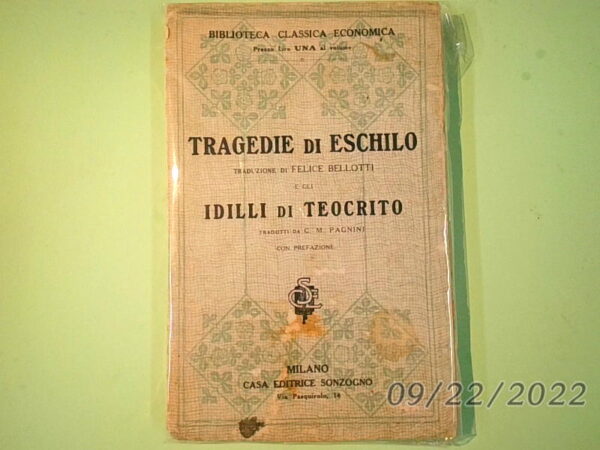 BIBLIOTECA CLASSICA ECONOMICA
Prezzo Lire UNA al volume
TRAGEDIE DI ESCHILO
TRADUZIONE DI FELICE BELLOTTI
E GLI
IDILLI DI TEOCRITO
TRADOTTI DA C. M. PAGNINI
CON PREFAZIONE
MILANO
CASA EDITRICE SONZOGNO
Via Pasquirolo, 14
09/22/2022